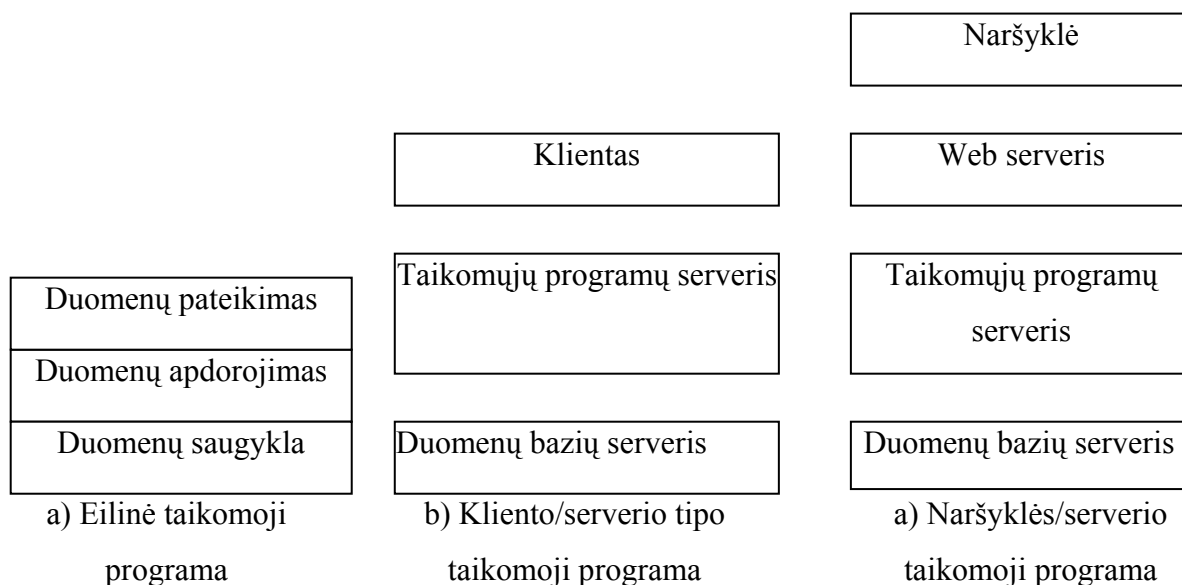 Duomenų pateikimas
Duomenų apdorojimas
Duomenų saugykla
a) Eilinė taikomoji
programa
Klientas
Taikomųjų programų serveris
Duomenų bazių serveris
b) Kliento/serverio tipo
taikomoji programa
Naršyklė
Web serveris
Taikomųjų programų
serveris
Duomenų bazių serveris
a) Naršyklės/serverio
taikomoji programa